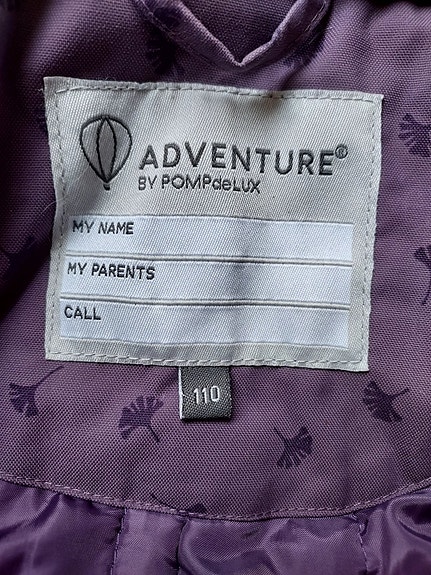 ADVENTURE®
BY POMPdeLUX
MY NAME
MY PARENTS
CALL
110